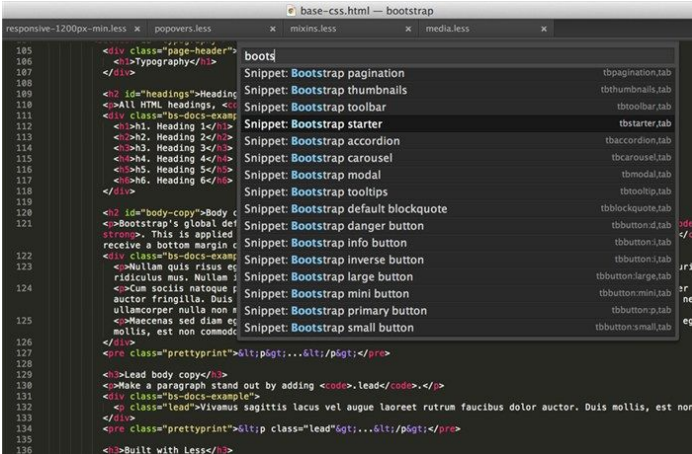 base-css.html — bootstrap
responsive-1200px-min.less × popovers.less × mixins.less × media.less ×
boots
Snippet: Bootstrap pagination tbpagination,tab
Snippet: Bootstrap thumbnails tbthumbnails,tab
Snippet: Bootstrap toolbar tbtoolbar,tab
Snippet: Bootstrap starter tbstarter,tab
Snippet: Bootstrap accordion tbaccordion,tab
Snippet: Bootstrap carousel tbcarousel,tab
Snippet: Bootstrap modal tbmodal,tab
Snippet: Bootstrap tooltips tbtooltip,tab
Snippet: Bootstrap default blockquote tbblockquote,tab
Snippet: Bootstrap danger button tbbutton:d,tab
Snippet: Bootstrap info button tbbutton:i,tab
Snippet: Bootstrap inverse button tbbutton:i,tab
Snippet: Bootstrap large button tbbutton:large,tab
Snippet: Bootstrap mini button tbbutton:mini,tab
Snippet: Bootstrap primary button tbbutton:p,tab
Snippet: Bootstrap small button tbbutton:small,tab
105 <div class="page-header">
106 <h1>Typography</h1>
107 </div>
108
109 <h2 id="headings">Heading
110 <p>All HTML headings, <c
111 <div class="bs-docs-examp
112 <h1>h1. Heading 1</h1>
113 <h2>h2. Heading 2</h2>
114 <h3>h3. Heading 3</h3>
115 <h4>h4. Heading 4</h4>
116 <h5>h5. Heading 5</h5>
117 <h6>h6. Heading 6</h6>
118 </div>
119
120 <h2 id="body-copy">Body c
121 <p>Bootstrap's global def
strong>. This is applied
receive a bottom margin
122 <div class="bs-docs-examp
123 <p>Nullam quis risus eg
ridiculus mus. Nullam
124 <p>Cum sociis natoque p
auctor fringilla. Duis
ullamcorper nulla non m
125 <p>Maecenas sed diam eg
mollis, est non commodo
126 </div>
127 <pre class="prettyprint">&lt;p&gt;...&lt;/p&gt;</pre>
128
129 <h3>Lead body copy</h3>
130 <p>Make a paragraph stand out by adding <code>.lead</code>.</p>
131 <div class="bs-docs-example">
132 <p class="lead">Vivamus sagittis lacus vel augue laoreet rutrum faucibus dolor auctor. Duis mollis, est non
133 </div>
134 <pre class="prettyprint">&lt;p class="lead"&gt;...&lt;/p&gt;</pre>
135
136 <h3>Built with Less</h3>